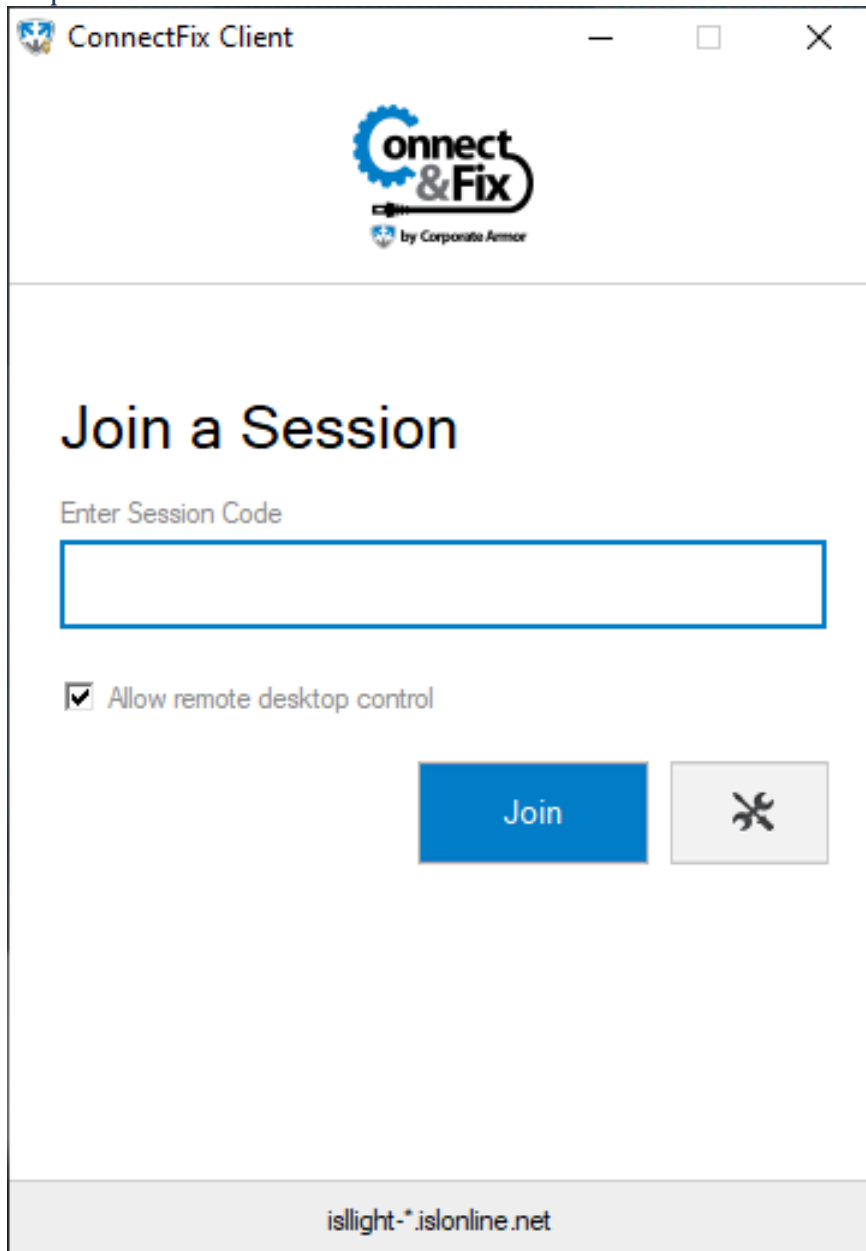 ConnectFix Client
Connect
&Fix
by Corporate Armor
Join a Session
Enter Session Code
Allow remote desktop control
Join
isllight-*.islonline.net